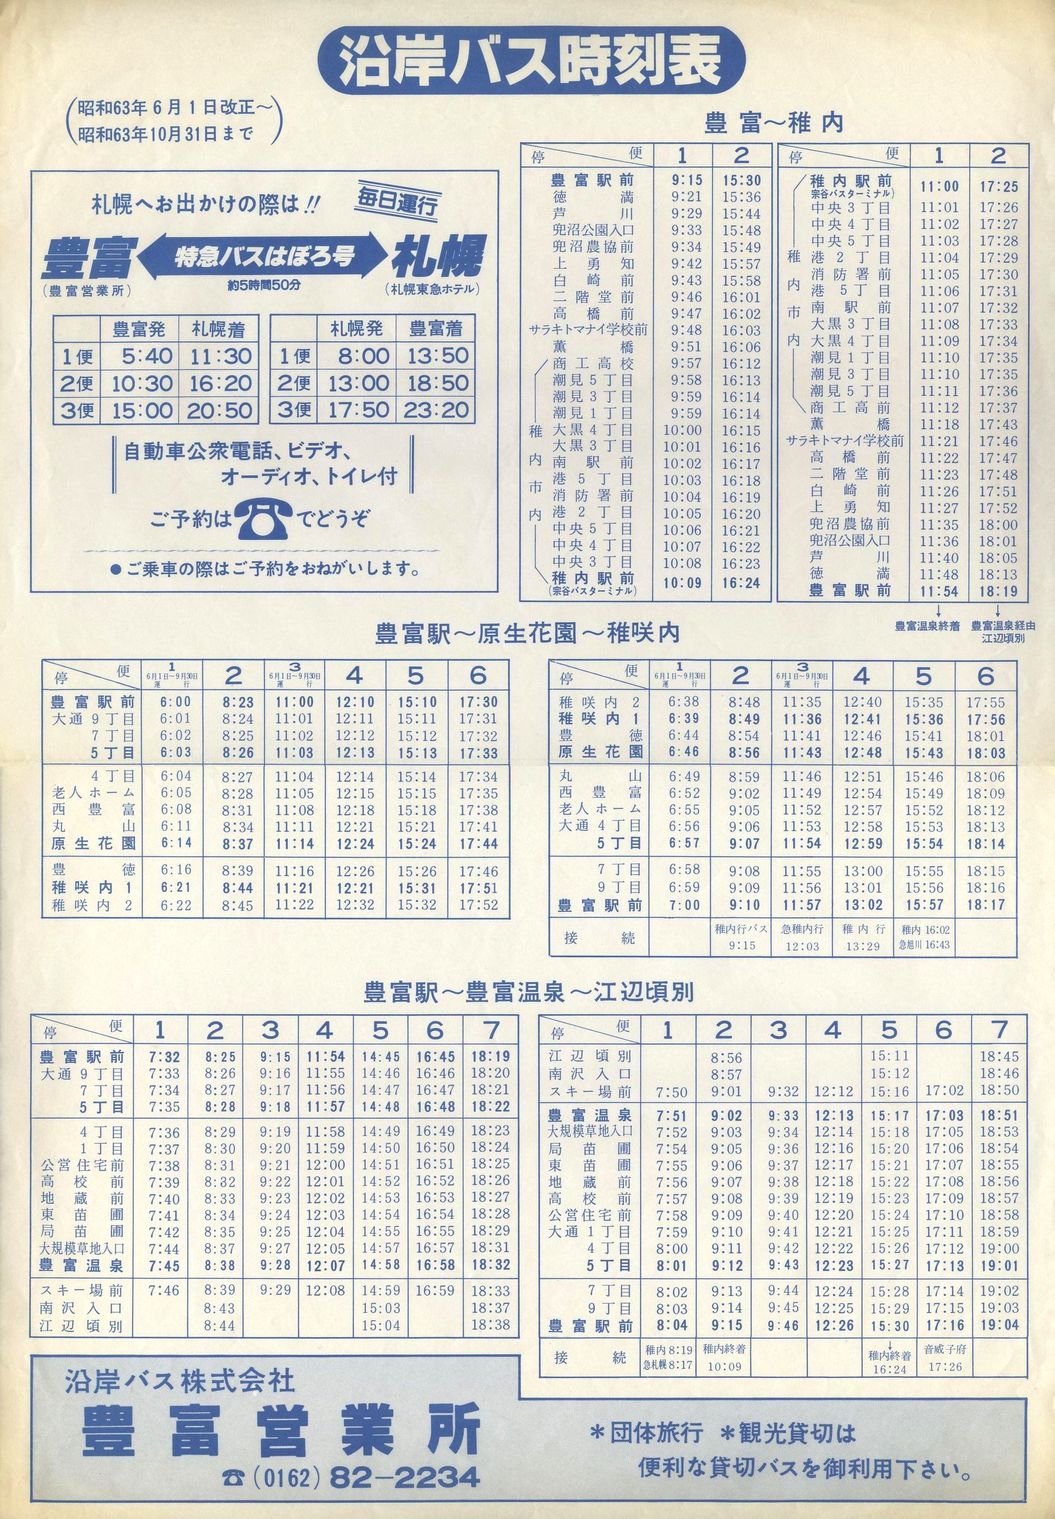 沿岸バス時刻表
(昭和63年6月1日改正～
昭和63年10月31日まで)
札幌へお出かけの際は!! 毎日運行
豊富 特急バスはぼろ号 札幌
(豊富営業所) 約5時間50分 (札幌東急ホテル)
豊富発 札幌着
1便 5:40 11:30
2便 10:30 16:20
3便 15:00 20:50
札幌発 豊富着
1便 8:00 13:50
2便 13:00 18:50
3便 17:50 23:20
自動車公衆電話、ビデオ、
オーディオ、トイレ付
ご予約は☎でどうぞ
●ご乗車の際はご予約をおねがいします。
豊富～稚内
停 便 1 2
豊富駅前 9:15 15:30
徳満 9:21 15:36
芦川 9:29 15:44
兜沼公園入口 9:33 15:48
兜沼農協前 9:34 15:49
上勇知 9:42 15:57
白崎前 9:43 15:58
二階堂前 9:46 16:01
高橋前 9:47 16:02
サラキトマナイ学校前 9:48 16:03
薫橋 9:51 16:06
稚内市内
商工高校 9:57 16:12
潮見5丁目 9:58 16:13
潮見3丁目 9:59 16:14
潮見1丁目 9:59 16:14
大黒4丁目 10:00 16:15
大黒3丁目 10:01 16:16
南駅前 10:02 16:17
港5丁目 10:03 16:18
消防署前 10:04 16:19
港2丁目 10:05 16:20
中央5丁目 10:06 16:21
中央4丁目 10:07 16:22
中央3丁目 10:08 16:23
稚内駅前 10:09 16:24
(宗谷バスターミナル)
停 便 1 2
稚内市内
稚内駅前 11:00 17:25
(宗谷バスターミナル)
中央3丁目 11:01 17:26
中央4丁目 11:02 17:27
中央5丁目 11:03 17:28
港2丁目 11:04 17:29
消防署前 11:05 17:30
港5丁目 11:06 17:31
南駅前 11:07 17:32
大黒3丁目 11:08 17:33
大黒4丁目 11:09 17:34
潮見1丁目 11:10 17:35
潮見3丁目 11:10 17:35
潮見5丁目 11:11 17:36
商工高前 11:12 17:37
薫橋 11:18 17:43
サラキトマナイ学校前 11:21 17:46
高橋前 11:22 17:47
二階堂前 11:23 17:48
白崎前 11:26 17:51
上勇知 11:27 17:52
兜沼農協前 11:35 18:00
兜沼公園入口 11:36 18:01
芦川 11:40 18:05
徳満 11:48 18:13
豊富駅前 11:54 18:19
↓ ↓
豊富温泉終着 豊富温泉経由
江辺頃別
豊富駅～原生花園～稚咲内
停 便 1 2 3 4 5 6
6月1日～9月30日運行 6月1日～9月30日運行
豊富駅前 6:00 8:23 11:00 12:10 15:10 17:30
大通9丁目 6:01 8:24 11:01 12:11 15:11 17:31
7丁目 6:02 8:25 11:02 12:12 15:12 17:32
5丁目 6:03 8:26 11:03 12:13 15:13 17:33
4丁目 6:04 8:27 11:04 12:14 15:14 17:34
老人ホーム 6:05 8:28 11:05 12:15 15:15 17:35
西豊富 6:08 8:31 11:08 12:18 15:18 17:38
丸山 6:11 8:34 11:11 12:21 15:21 17:41
原生花園 6:14 8:37 11:14 12:24 15:24 17:44
豊徳 6:16 8:39 11:16 12:26 15:26 17:46
稚咲内1 6:21 8:44 11:21 12:21 15:31 17:51
稚咲内2 6:22 8:45 11:22 12:32 15:32 17:52
停 便 1 2 3 4 5 6
6月1日～9月30日運行 6月1日～9月30日運行
稚咲内2 6:38 8:48 11:35 12:40 15:35 17:55
稚咲内1 6:39 8:49 11:36 12:41 15:36 17:56
豊徳 6:44 8:54 11:41 12:46 15:41 18:01
原生花園 6:46 8:56 11:43 12:48 15:43 18:03
丸山 6:49 8:59 11:46 12:51 15:46 18:06
西豊富 6:52 9:02 11:49 12:54 15:49 18:09
老人ホーム 6:55 9:05 11:52 12:57 15:52 18:12
大通4丁目 6:56 9:06 11:53 12:58 15:53 18:13
5丁目 6:57 9:07 11:54 12:59 15:54 18:14
7丁目 6:58 9:08 11:55 13:00 15:55 18:15
9丁目 6:59 9:09 11:56 13:01 15:56 18:16
豊富駅前 7:00 9:10 11:57 13:02 15:57 18:17
接続 稚内行バス 9:15 急稚内行 12:03 稚内行 13:29 稚内 16:02 急旭川 16:43
豊富駅～豊富温泉～江辺頃別
停 便 1 2 3 4 5 6 7
豊富駅前 7:32 8:25 9:15 11:54 14:45 16:45 18:19
大通9丁目 7:33 8:26 9:16 11:55 14:46 16:46 18:20
7丁目 7:34 8:27 9:17 11:56 14:47 16:47 18:21
5丁目 7:35 8:28 9:18 11:57 14:48 16:48 18:22
4丁目 7:36 8:29 9:19 11:58 14:49 16:49 18:23
1丁目 7:37 8:30 9:20 11:59 14:50 16:50 18:24
公営住宅前 7:38 8:31 9:21 12:00 14:51 16:51 18:25
高校前 7:39 8:32 9:22 12:01 14:52 16:52 18:26
地蔵前 7:40 8:33 9:23 12:02 14:53 16:53 18:27
東苗圃 7:41 8:34 9:24 12:03 14:54 16:54 18:28
局苗圃 7:42 8:35 9:25 12:04 14:55 16:55 18:29
大規模草地入口 7:44 8:37 9:27 12:05 14:57 16:57 18:31
豊富温泉 7:45 8:38 9:28 12:07 14:58 16:58 18:32
スキー場前 7:46 8:39 9:29 12:08 14:59 16:59 18:33
南沢入口 8:43 15:03 18:37
江辺頃別 8:44 15:04 18:38
停 便 1 2 3 4 5 6 7
江辺頃別 8:56 15:11 18:45
南沢入口 8:57 15:12 18:46
スキー場前 7:50 9:01 9:32 12:12 15:16 17:02 18:50
豊富温泉 7:51 9:02 9:33 12:13 15:17 17:03 18:51
大規模草地入口 7:52 9:03 9:34 12:14 15:18 17:05 18:53
局苗圃 7:54 9:05 9:36 12:16 15:20 17:06 18:54
東苗圃 7:55 9:06 9:37 12:17 15:21 17:07 18:55
地蔵前 7:56 9:07 9:38 12:18 15:22 17:08 18:56
高校前 7:57 9:08 9:39 12:19 15:23 17:09 18:57
公営住宅前 7:58 9:09 9:40 12:20 15:24 17:10 18:58
大通1丁目 7:59 9:10 9:41 12:21 15:25 17:11 18:59
4丁目 8:00 9:11 9:42 12:22 15:26 17:12 19:00
5丁目 8:01 9:12 9:43 12:23 15:27 17:13 19:01
7丁目 8:02 9:13 9:44 12:24 15:28 17:14 19:02
9丁目 8:03 9:14 9:45 12:25 15:29 17:15 19:03
豊富駅前 8:04 9:15 9:46 12:26 15:30 17:16 19:04
接続 稚内 8:19 急札幌 8:17 稚内終着 10:09 ↓稚内終着 16:24 音威子府 17:26
沿岸バス株式会社
豊富営業所
☎(0162)82-2234
＊団体旅行 ＊観光貸切は
便利な貸切バスを御利用下さい。